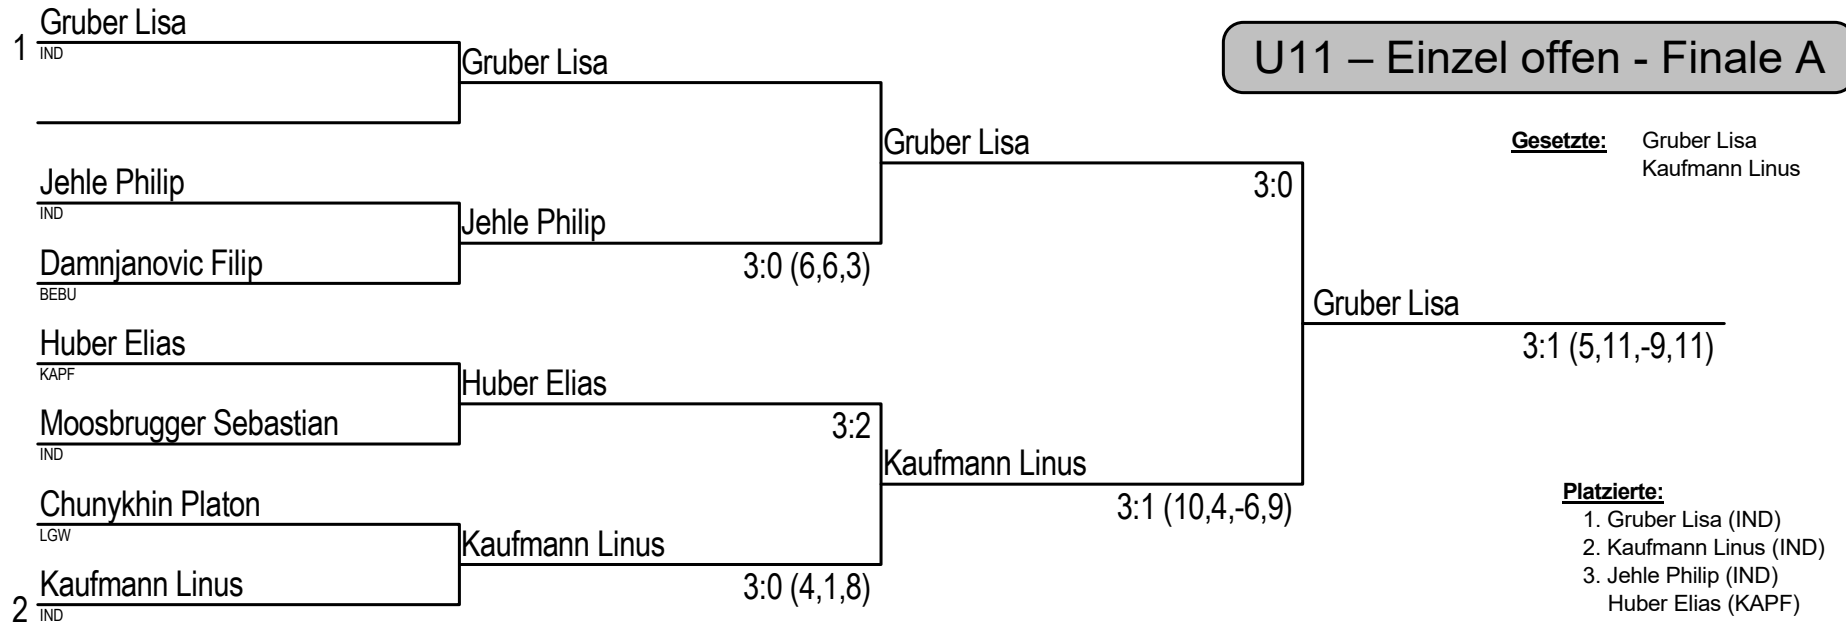 U11 – Einzel offen - Finale A
Gesetzte: Gruber Lisa
Kaufmann Linus
1 Gruber Lisa
IND
Jehle Philip
IND
Damnjanovic Filip
BEBU
Huber Elias
KAPF
Moosbrugger Sebastian
IND
Chunykhin Platon
LGW
2 Kaufmann Linus
IND
Gruber Lisa
Jehle Philip
3:0 (6,6,3)
Huber Elias
3:2
Kaufmann Linus
3:0 (4,1,8)
Gruber Lisa
3:0
Kaufmann Linus
3:1 (10,4,-6,9)
Gruber Lisa
3:1 (5,11,-9,11)
Platzierte:
1. Gruber Lisa (IND)
2. Kaufmann Linus (IND)
3. Jehle Philip (IND)
Huber Elias (KAPF)